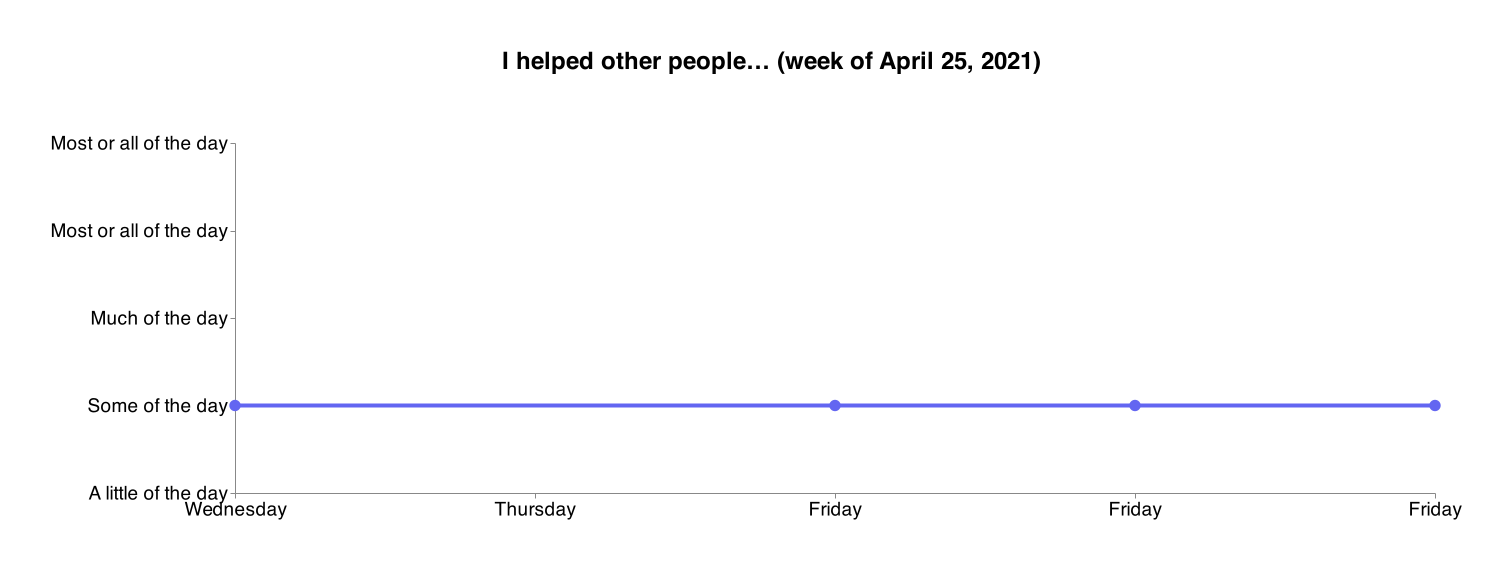 I helped other people… (week of April 25, 2021)
Most or all of the day
Most or all of the day
Much of the day
Some of the day
A little of the day
Wednesday Thursday Friday Friday Friday